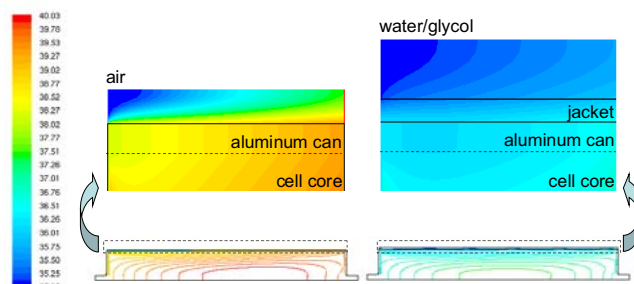 40.03
39.78
39.53
39.27
39.02
38.77
38.52
38.27
38.02
37.76
37.51
37.26
37.01
36.76
36.51
36.26
36.01
35.75
35.50
35.25
air
aluminum can
cell core
water/glycol
jacket
aluminum can
cell core